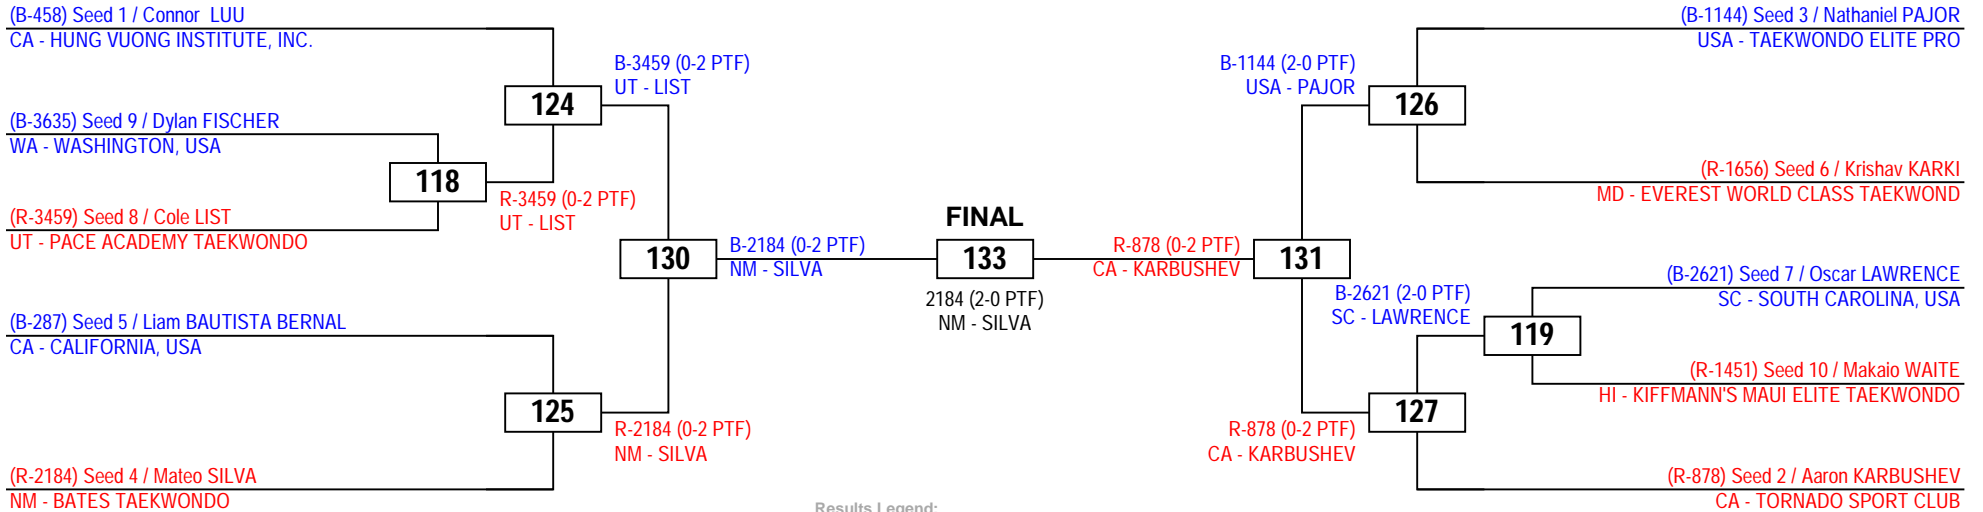 (B-458) Seed 1 / Connor  LUU
CA - HUNG VUONG INSTITUTE, INC.
(B-3635) Seed 9 / Dylan FISCHER
WA - WASHINGTON, USA
(R-3459) Seed 8 / Cole LIST
UT - PACE ACADEMY TAEKWONDO
(B-287) Seed 5 / Liam BAUTISTA BERNAL
CA - CALIFORNIA, USA
(R-2184) Seed 4 / Mateo SILVA
NM - BATES TAEKWONDO
118
R-3459 (0-2 PTF)
UT - LIST
124
B-3459 (0-2 PTF)
UT - LIST
125
R-2184 (0-2 PTF)
NM - SILVA
130
B-2184 (0-2 PTF)
NM - SILVA
FINAL
133
2184 (2-0 PTF)
NM - SILVA
R-878 (0-2 PTF)
CA - KARBUSHEV
131
B-1144 (2-0 PTF)
USA - PAJOR
126
R-878 (0-2 PTF)
CA - KARBUSHEV
127
B-2621 (2-0 PTF)
SC - LAWRENCE
119
(B-1144) Seed 3 / Nathaniel PAJOR
USA - TAEKWONDO ELITE PRO
(R-1656) Seed 6 / Krishav KARKI
MD - EVEREST WORLD CLASS TAEKWOND
(B-2621) Seed 7 / Oscar LAWRENCE
SC - SOUTH CAROLINA, USA
(R-1451) Seed 10 / Makaio WAITE
HI - KIFFMANN'S MAUI ELITE TAEKWONDO
(R-878) Seed 2 / Aaron KARBUSHEV
CA - TORNADO SPORT CLUB
Results Legend: